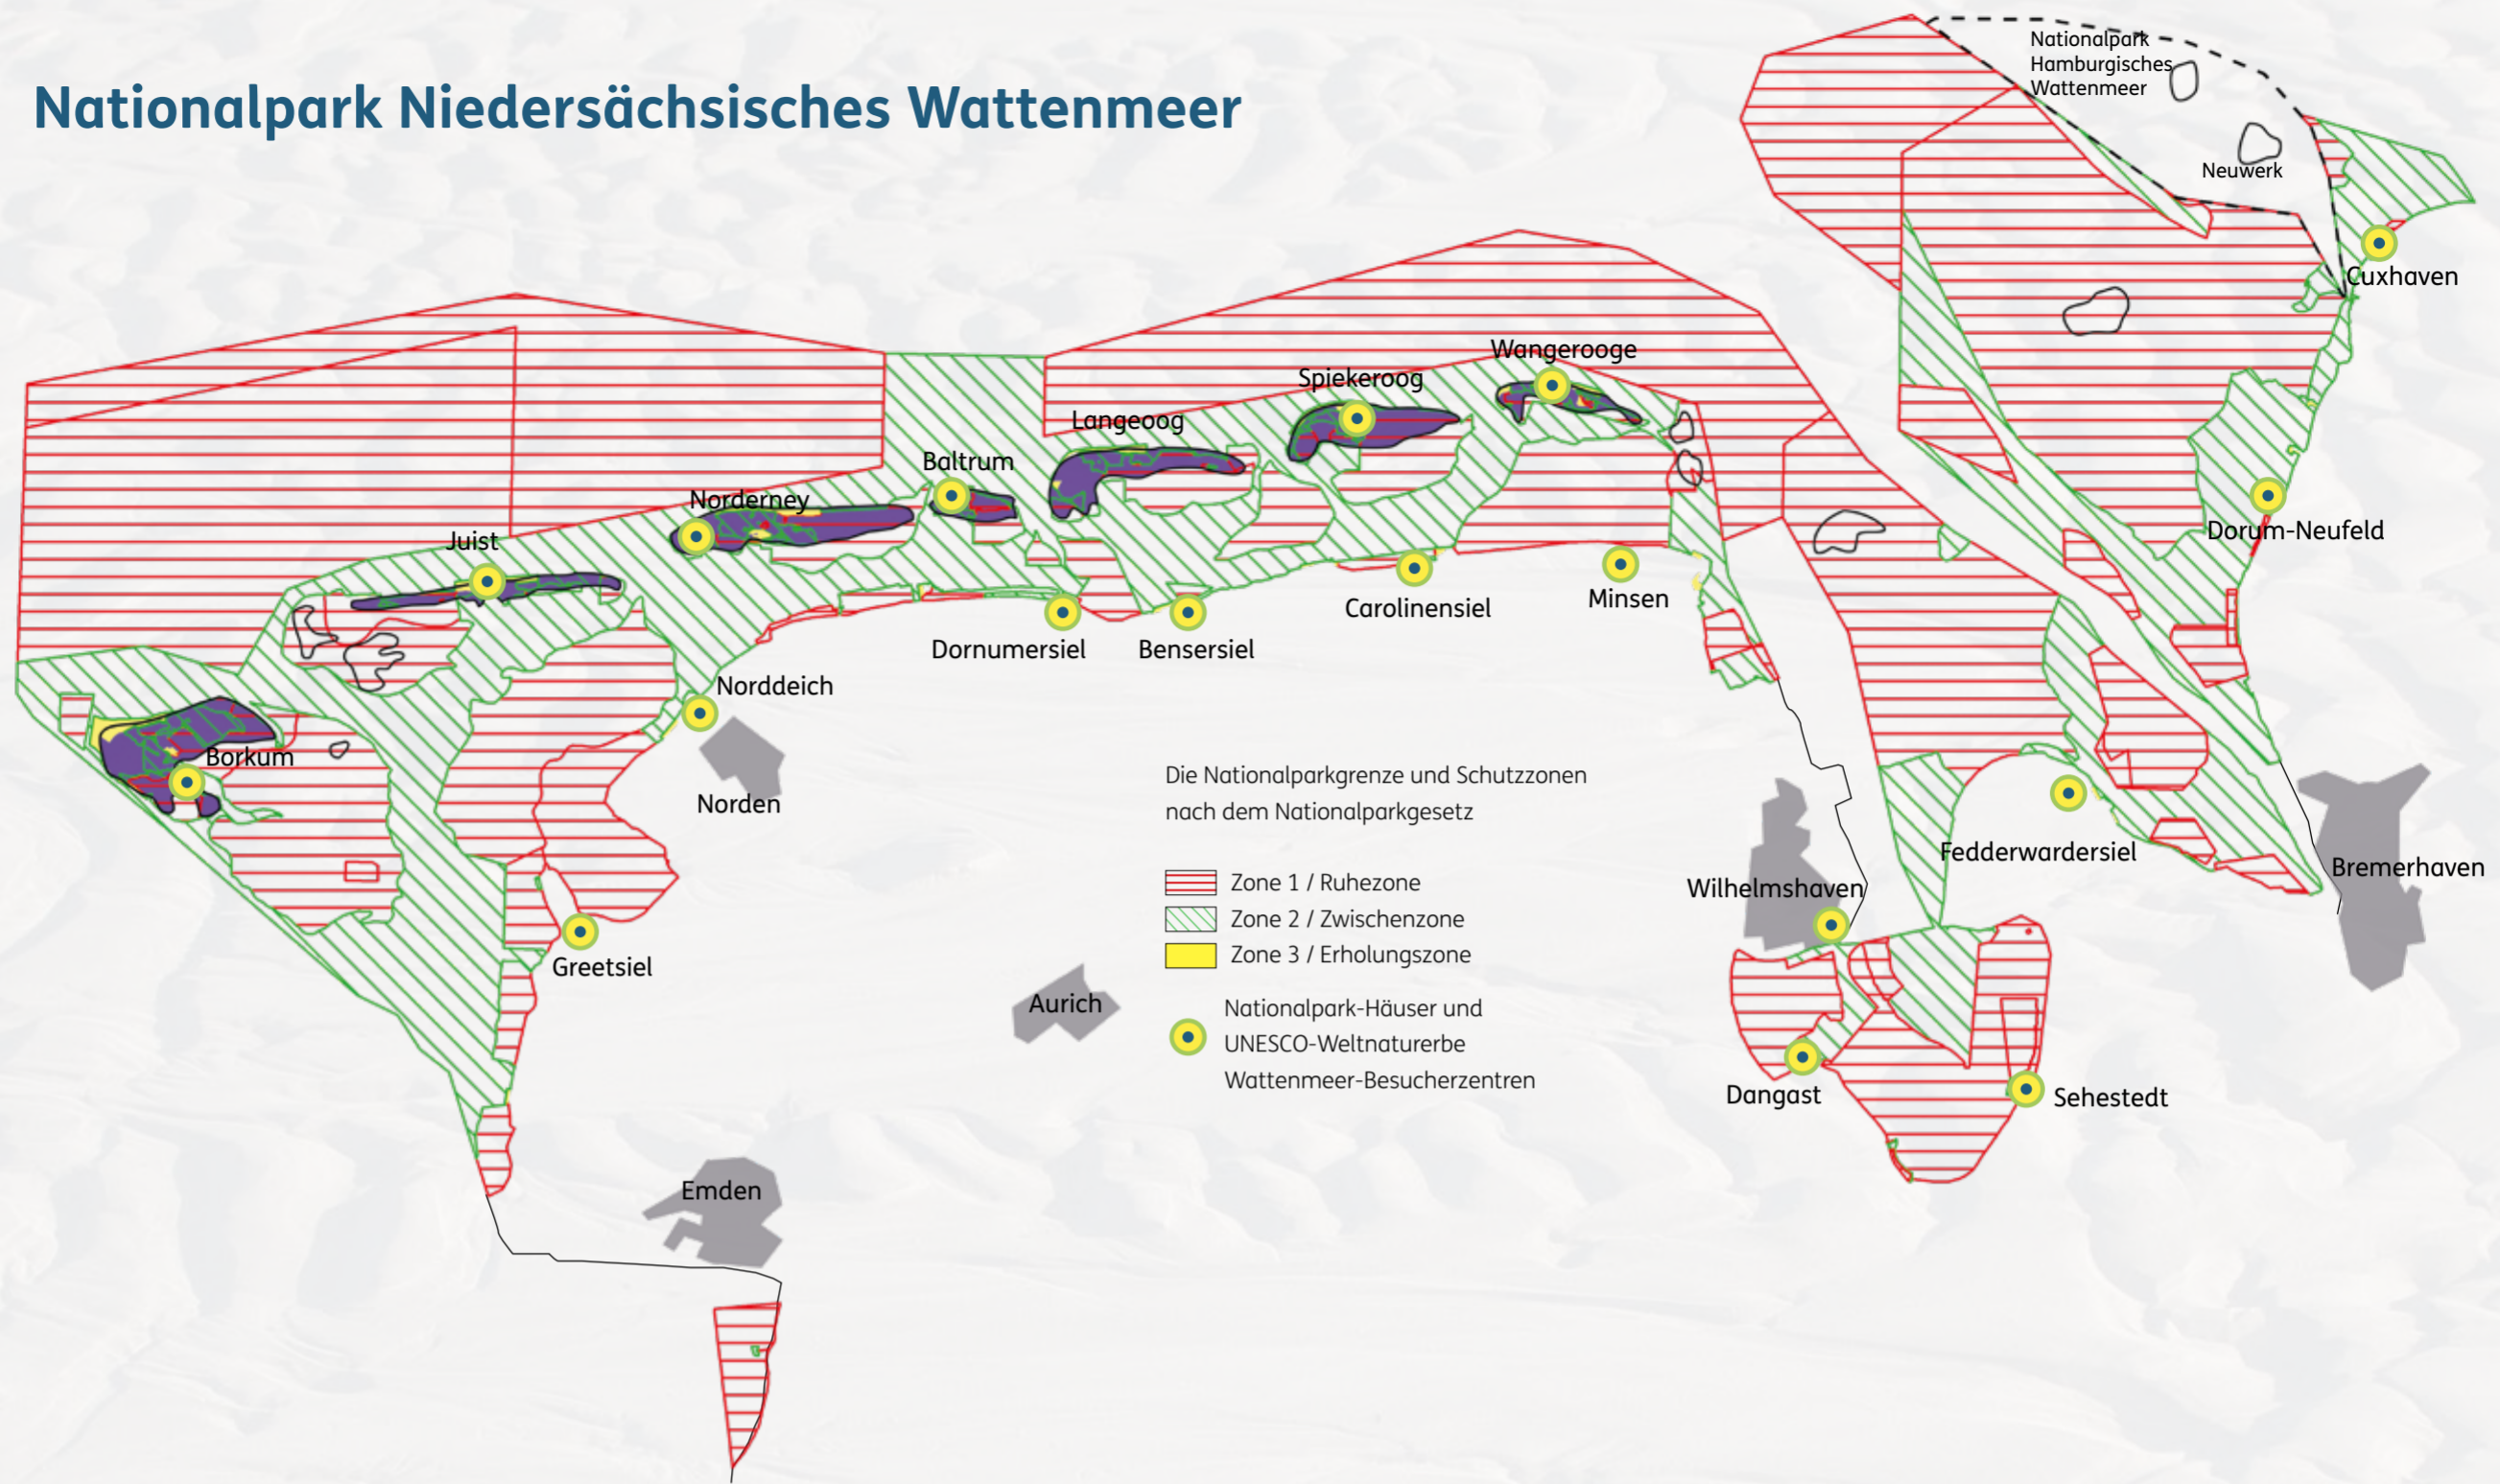 Nationalpark Niedersächsisches Wattenmeer
Nationalpark
Hamburgisches
Wattenmeer
Neuwerk
Cuxhaven
Wangerooge
Spiekeroog
Langeoog
Baltrum
Norderney
Juist
Dorum-Neufeld
Carolinensiel
Minsen
Dornumersiel
Bensersiel
Norddeich
Borkum
Norden
Die Nationalparkgrenze und Schutzzonen
nach dem Nationalparkgesetz
Zone 1 / Ruhezone
Zone 2 / Zwischenzone
Zone 3 / Erholungszone
Nationalpark-Häuser und
UNESCO-Weltnaturerbe
Wattenmeer-Besucherzentren
Fedderwardersiel
Bremerhaven
Wilhelmshaven
Greetsiel
Aurich
Dangast
Sehestedt
Emden